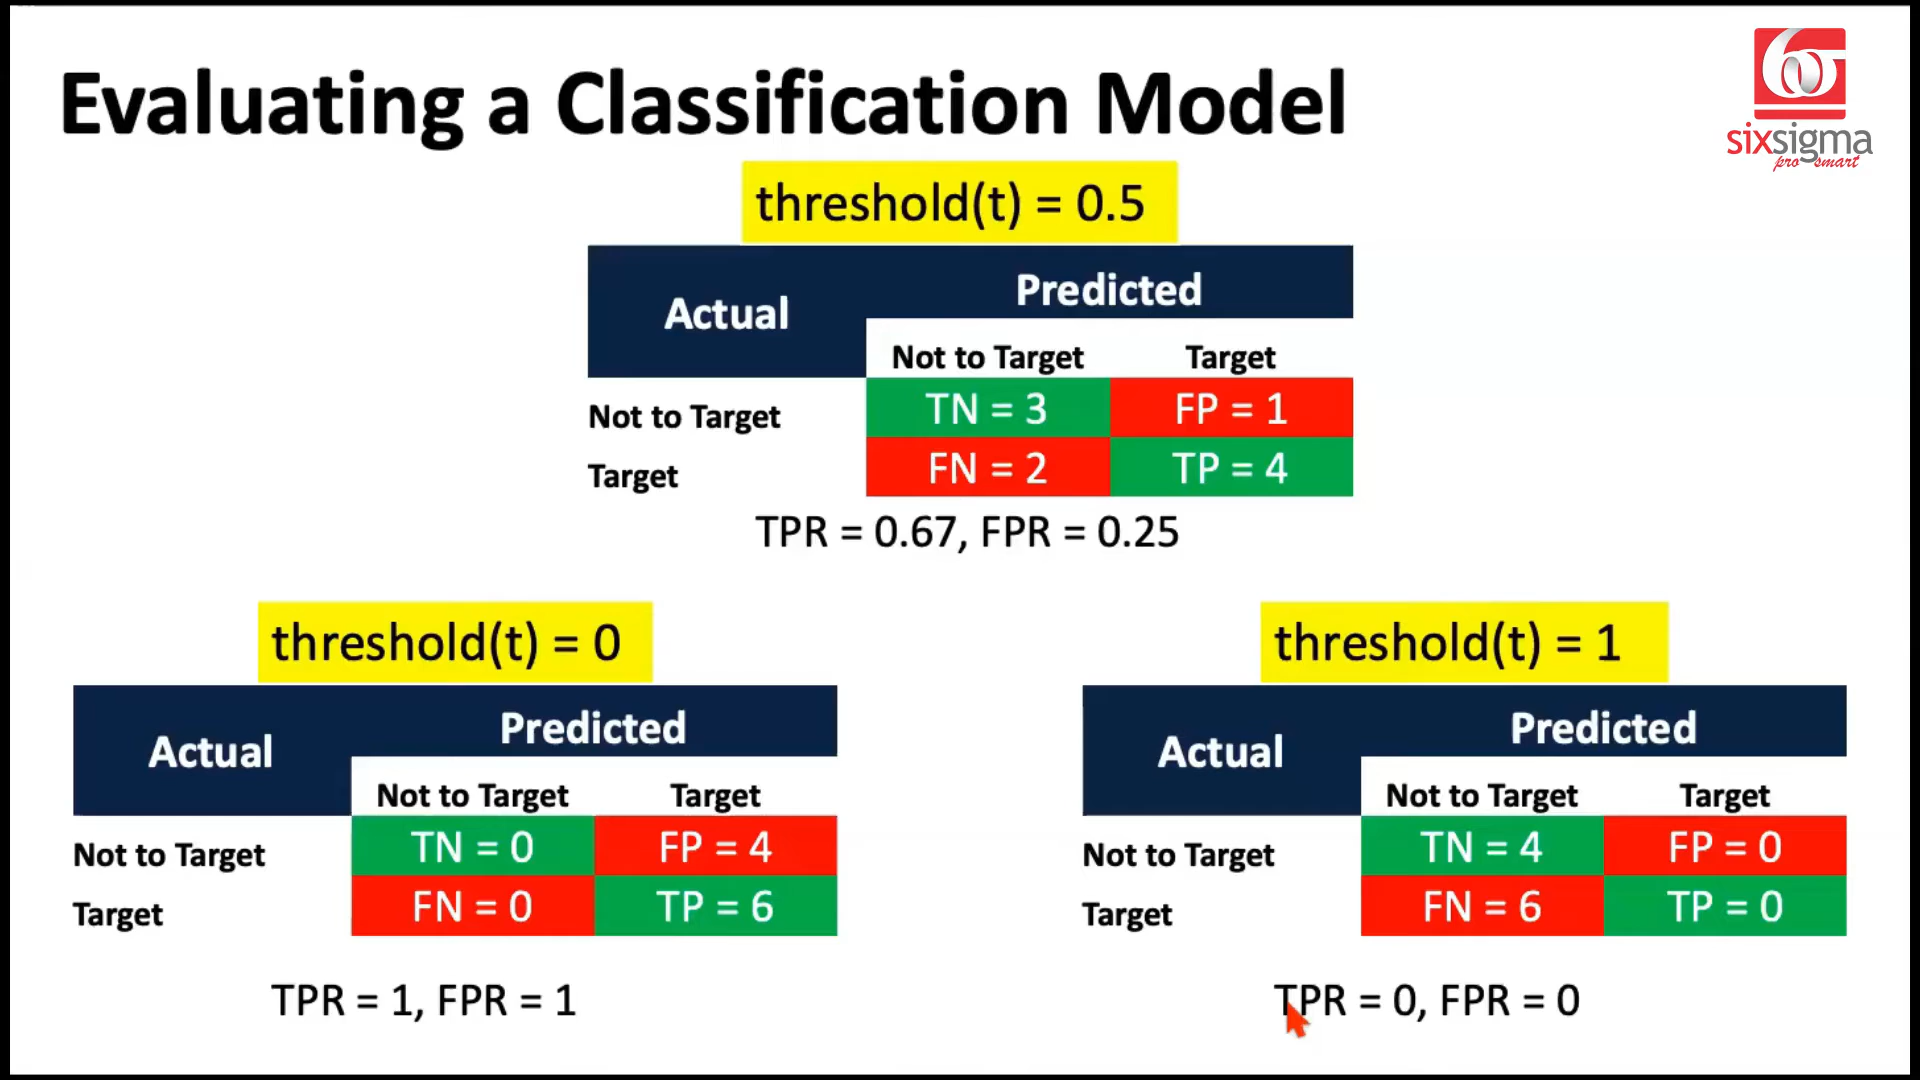 Evaluating a Classification Model
sixsigma
pro smart
threshold(t) = 0.5
Actual
Predicted
Not to Target Target
Not to Target TN = 3 FP = 1
Target FN = 2 TP = 4
TPR = 0.67, FPR = 0.25
threshold(t) = 0
Actual
Predicted
Not to Target Target
Not to Target TN = 0 FP = 4
Target FN = 0 TP = 6
TPR = 1, FPR = 1
threshold(t) = 1
Actual
Predicted
Not to Target Target
Not to Target TN = 4 FP = 0
Target FN = 6 TP = 0
TPR = 0, FPR = 0